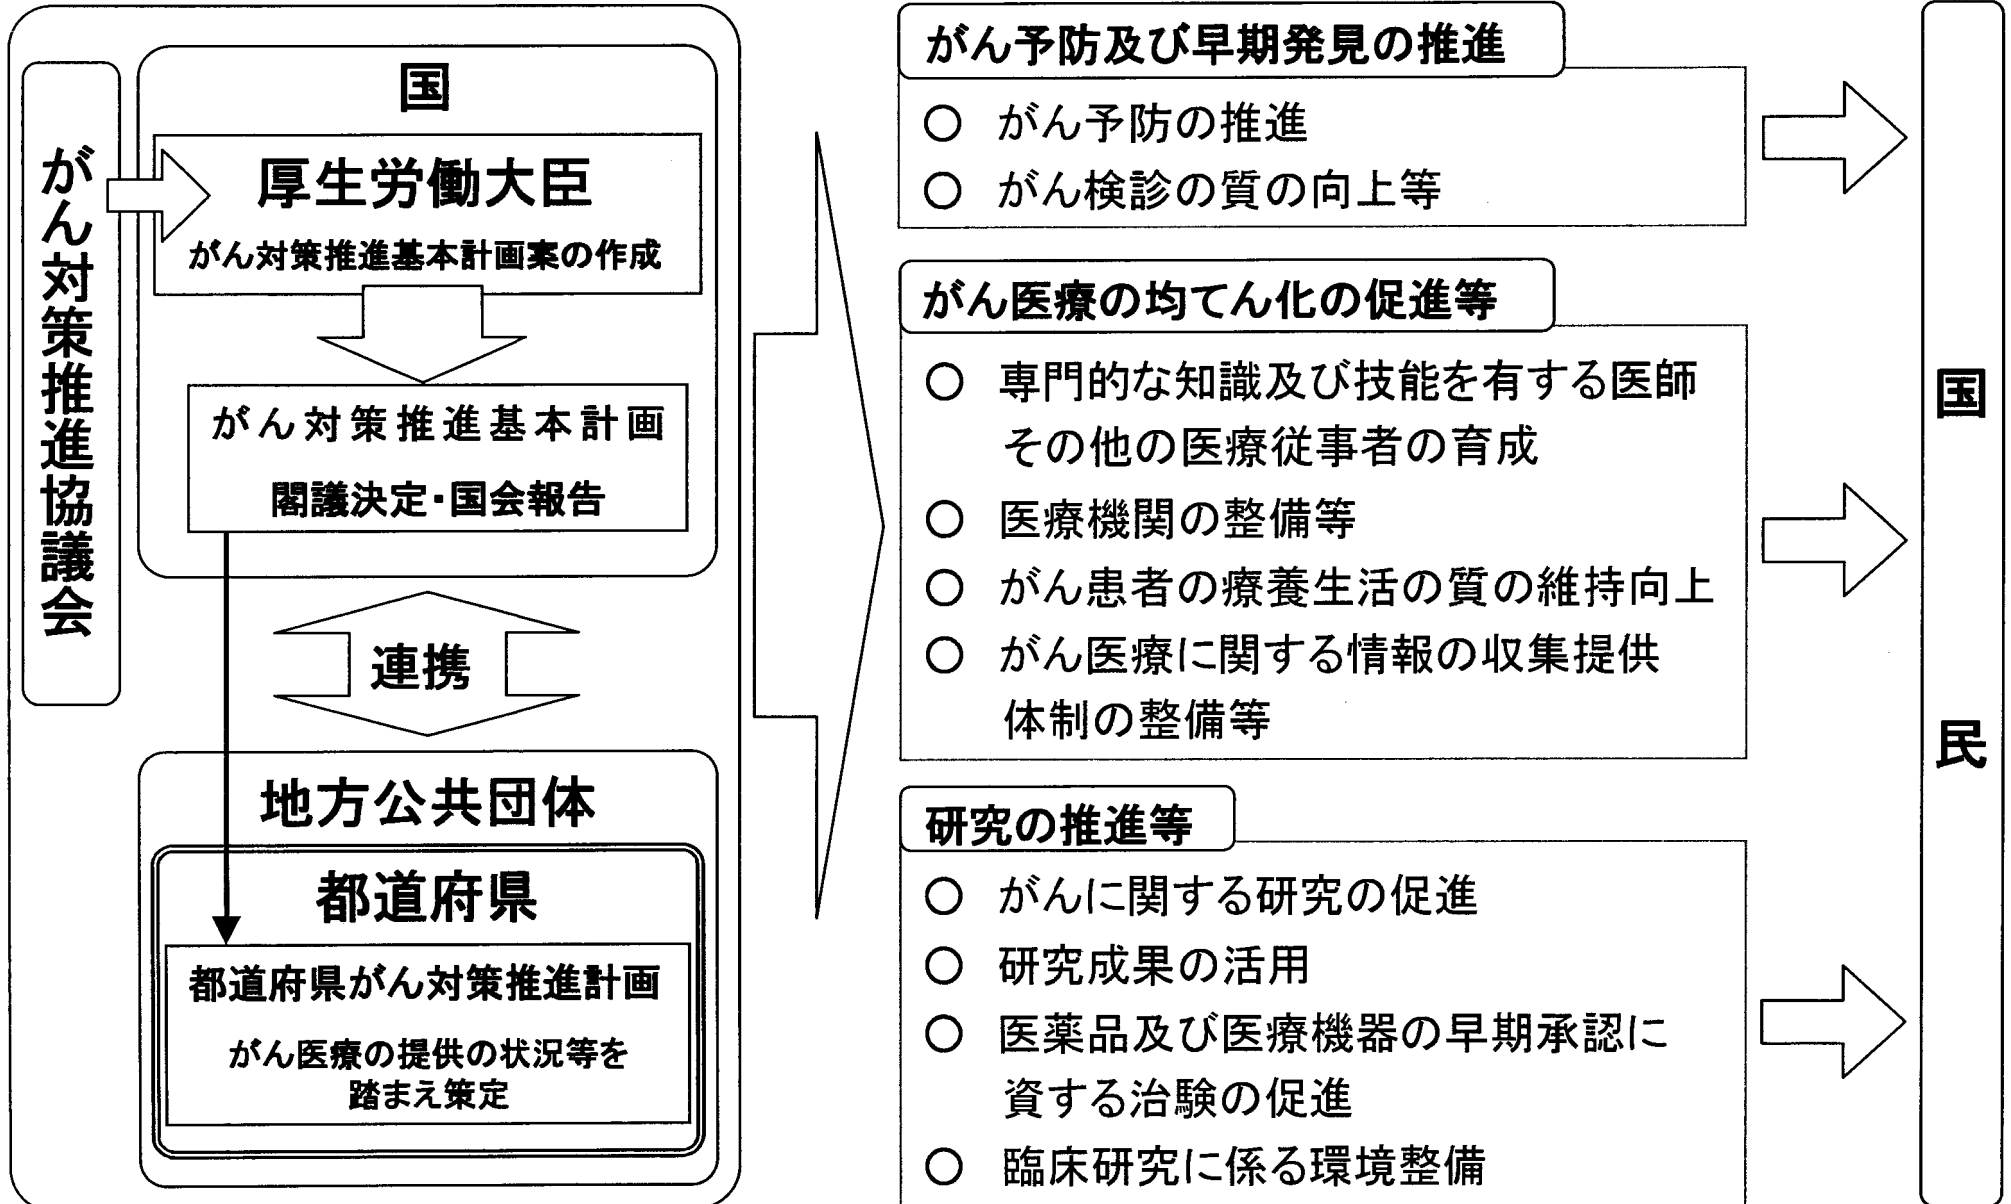 がん対策推進協議会
国
厚生労働大臣
がん対策推進基本計画案の作成
がん対策推進基本計画
閣議決定・国会報告
連携
地方公共団体
都道府県
都道府県がん対策推進計画
がん医療の提供の状況等を
踏まえ策定
がん予防及び早期発見の推進
○ がん予防の推進
○ がん検診の質の向上等
がん医療の均てん化の促進等
○ 専門的な知識及び技能を有する医師
その他の医療従事者の育成
○ 医療機関の整備等
○ がん患者の療養生活の質の維持向上
○ がん医療に関する情報の収集提供
体制の整備等
研究の推進等
○ がんに関する研究の促進
○ 研究成果の活用
○ 医薬品及び医療機器の早期承認に
資する治験の促進
○ 臨床研究に係る環境整備
国民